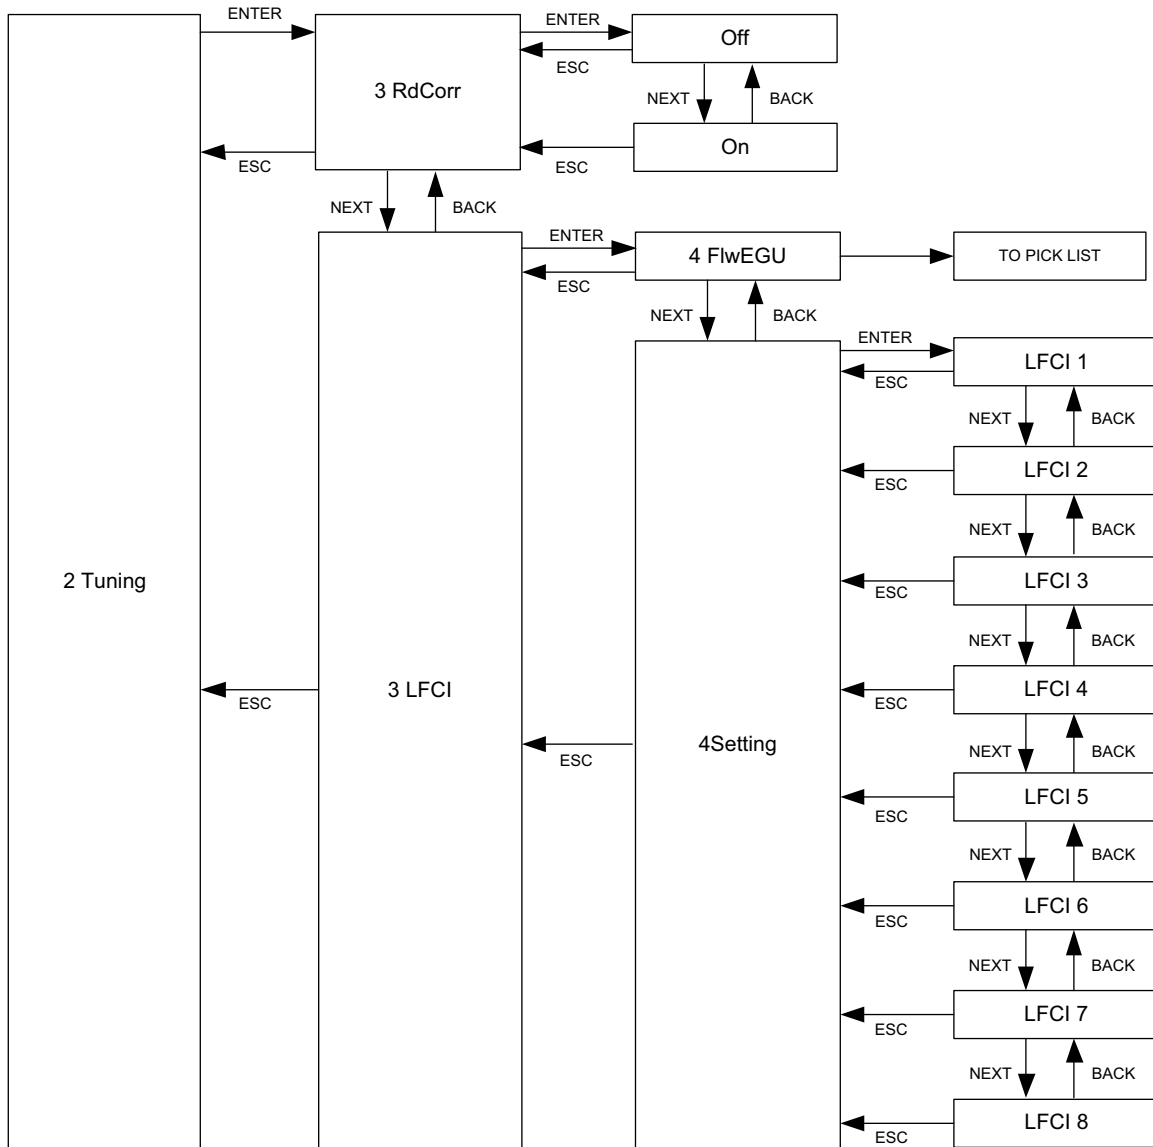 ENTER
ENTER
Off
ESC
3 RdCorr
NEXT
BACK
On
ESC
ESC
NEXT
BACK
ENTER
4 FlwEGU
TO PICK LIST
ESC
NEXT
BACK
ENTER
LFCI 1
ESC
NEXT
BACK
LFCI 2
ESC
NEXT
BACK
2 Tuning
LFCI 3
ESC
NEXT
BACK
3 LFCI
LFCI 4
ESC
ESC
4Setting
NEXT
BACK
ESC
LFCI 5
ESC
NEXT
BACK
LFCI 6
ESC
NEXT
BACK
LFCI 7
ESC
NEXT
BACK
LFCI 8
ESC